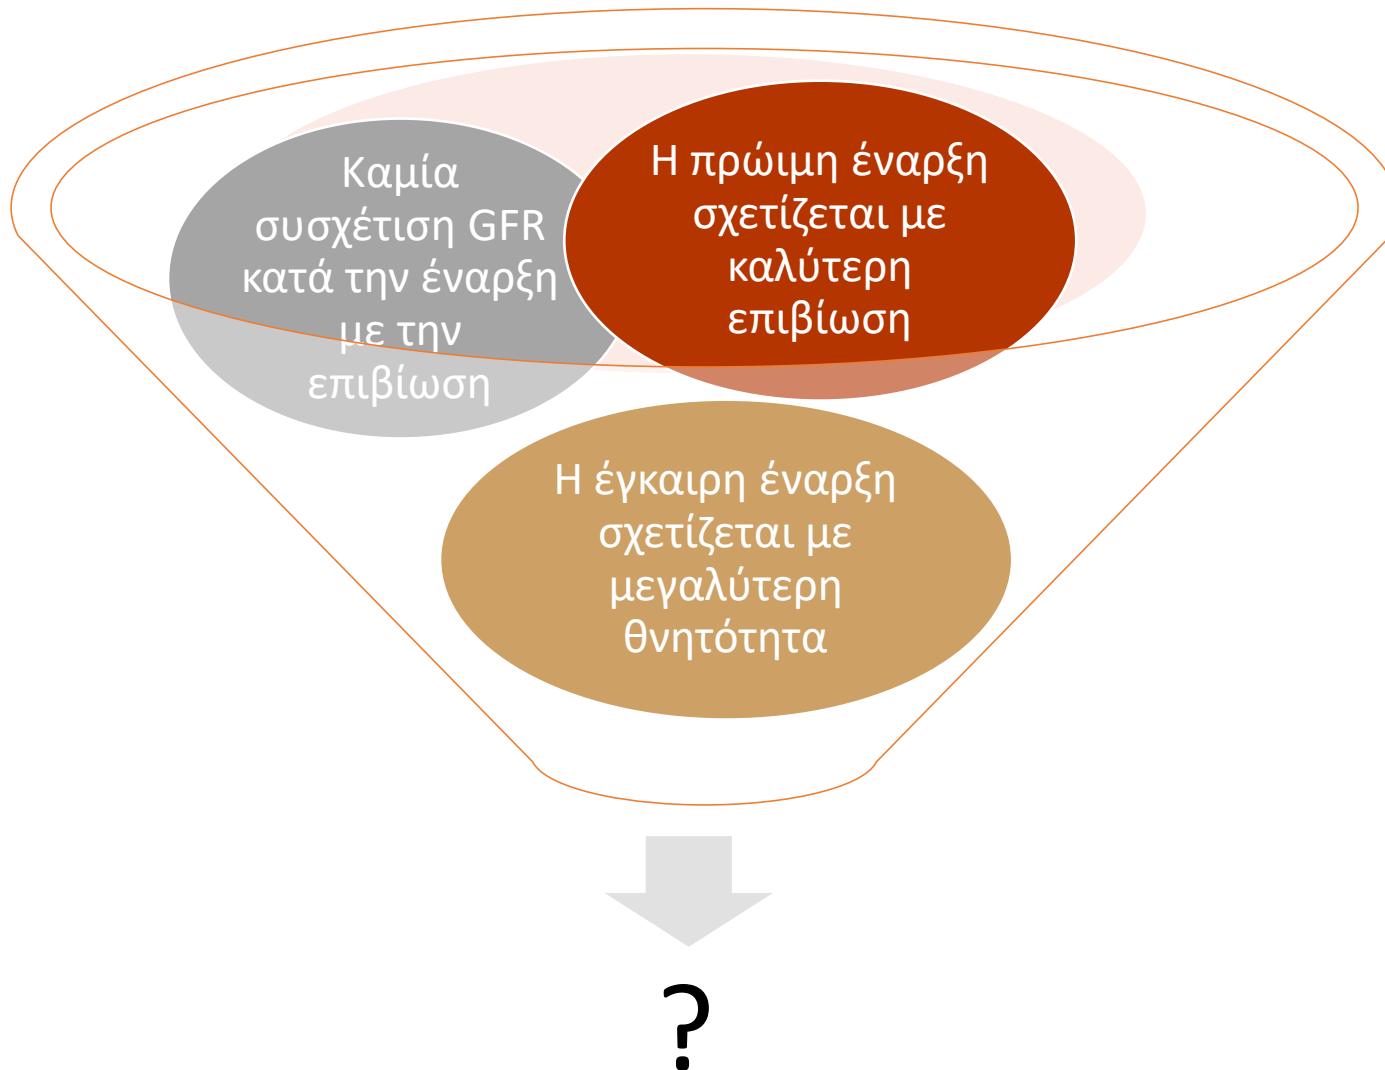 Καμία
συσχέτιση GFR
κατά την έναρξη
με την
επιβίωση
Η πρώιμη έναρξη
σχετίζεται με
καλύτερη
επιβίωση
Η έγκαιρη έναρξη
σχετίζεται με
μεγαλύτερη
θνητότητα
?